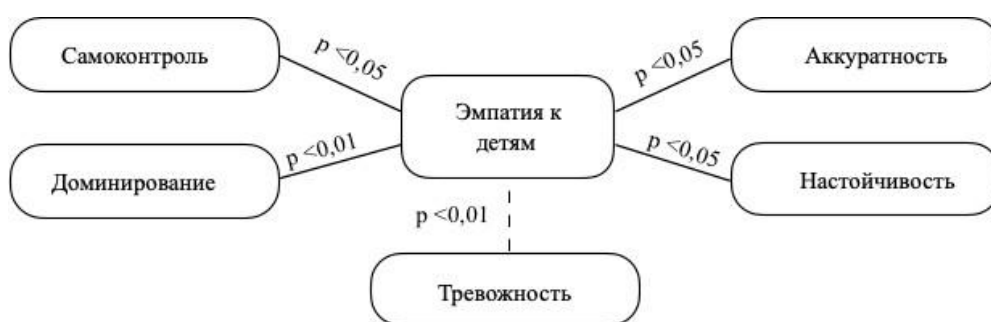 Самоконтроль
p <0,05
Эмпатия к
детям
p <0,05
Аккуратность
Доминирование
p <0,01
p <0,05
Настойчивость
p <0,01
Тревожность